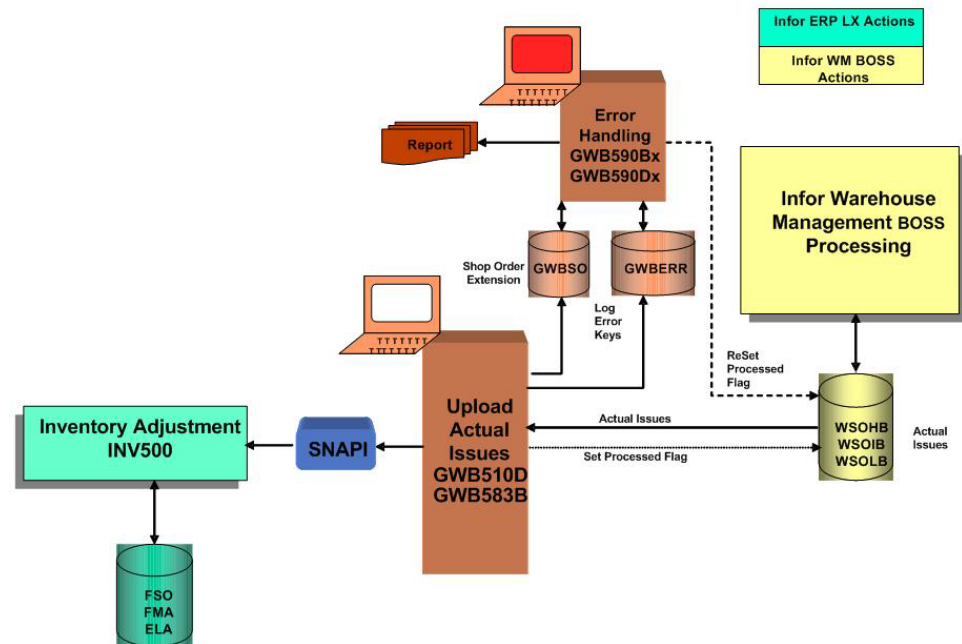 Infor ERP LX Actions
Infor WM BOSS
Actions
Error
Handling
GWB590Bx
GWB590Dx
Report
Infor Warehouse
Management BOSS
Processing
Shop Order
Extension
GWBSO
GWBERR
Log
Error
Keys
ReSet
Processed
Flag
Upload
Actual
Issues
GWB510D
GWB583B
Actual Issues
Set Processed Flag
WSOHB
WSOIB
WSOLB
Actual
Issues
Inventory Adjustment
INV500
SNAPI
FSO
FMA
ELA